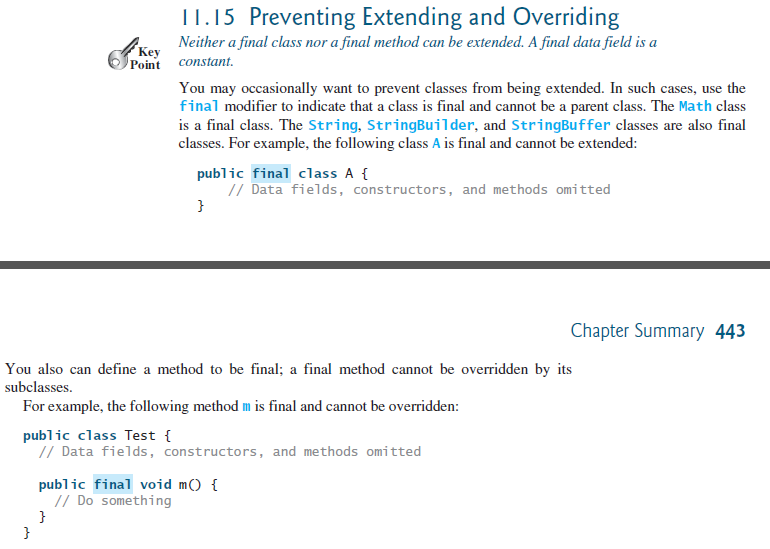 11.15 Preventing Extending and Overriding
Key
Point
Neither a final class nor a final method can be extended. A final data field is a
constant.
You may occasionally want to prevent classes from being extended. In such cases, use the
final modifier to indicate that a class is final and cannot be a parent class. The Math class
is a final class. The String, StringBuilder, and StringBuffer classes are also final
classes. For example, the following class A is final and cannot be extended:
public final class A {
// Data fields, constructors, and methods omitted
}
Chapter Summary 443
You also can define a method to be final; a final method cannot be overridden by its
subclasses.
For example, the following method m is final and cannot be overridden:
public class Test {
// Data fields, constructors, and methods omitted
public final void m() {
// Do something
}
}